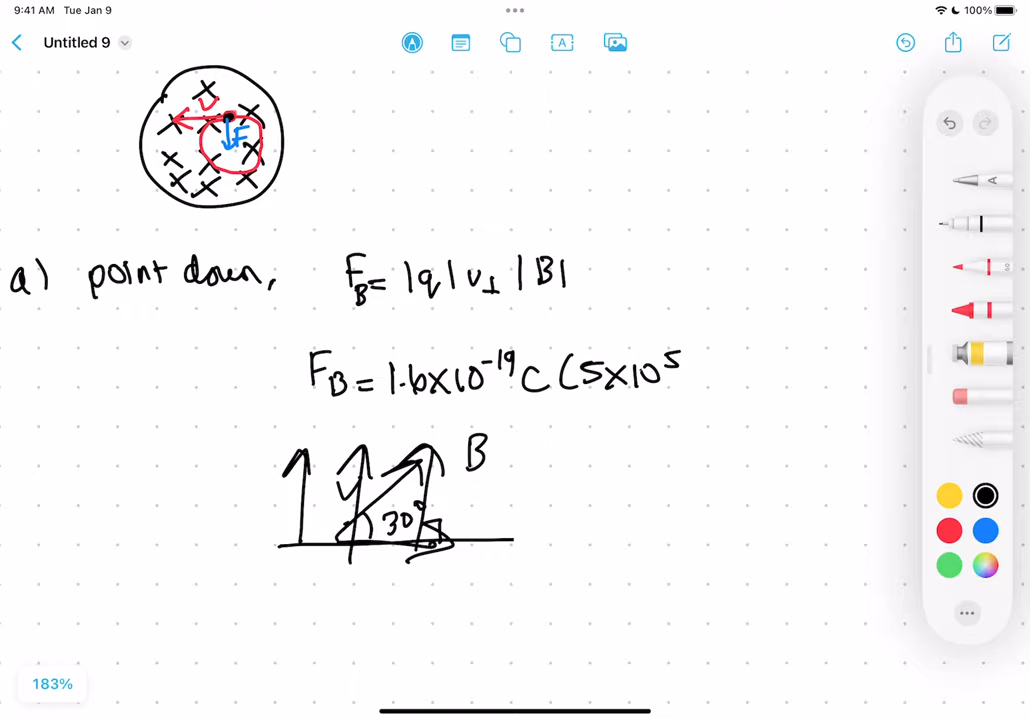 9:41 AM Tue Jan 9
100%
Untitled 9
A
X
v
X
X X
F
X X
X
X X X
a) point down, F_B = |q| v⊥ |B|
F_B = 1.6×10^-19 C (5×10^5
B
v
30°
183%